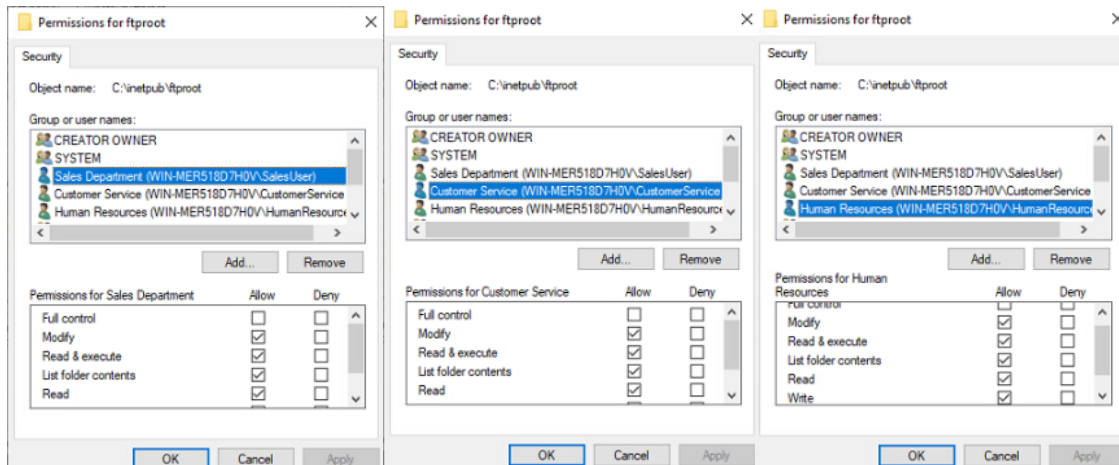 Permissions for ftproot
Security
Object name: C:\inetpub\ftproot
Group or user names:
CREATOR OWNER
SYSTEM
Sales Department (WIN-MER518D7H0V\SalesUser)
Customer Service (WIN-MER518D7H0V\CustomerService
Human Resources (WIN-MER518D7H0V\HumanResource
Add... Remove
Permissions for Sales Department Allow Deny
Full control
Modify
Read & execute
List folder contents
Read
OK Cancel Apply
Permissions for ftproot
Security
Object name: C:\inetpub\ftproot
Group or user names:
CREATOR OWNER
SYSTEM
Sales Department (WIN-MER518D7H0V\SalesUser)
Customer Service (WIN-MER518D7H0V\CustomerService
Human Resources (WIN-MER518D7H0V\HumanResource
Add... Remove
Permissions for Customer Service Allow Deny
Full control
Modify
Read & execute
List folder contents
Read
OK Cancel Apply
Permissions for ftproot
Security
Object name: C:\inetpub\ftproot
Group or user names:
CREATOR OWNER
SYSTEM
Sales Department (WIN-MER518D7H0V\SalesUser)
Customer Service (WIN-MER518D7H0V\CustomerService
Human Resources (WIN-MER518D7H0V\HumanResource
Add... Remove
Permissions for Human
Resources Allow Deny
Full control
Modify
Read & execute
List folder contents
Read
Write
OK Cancel Apply